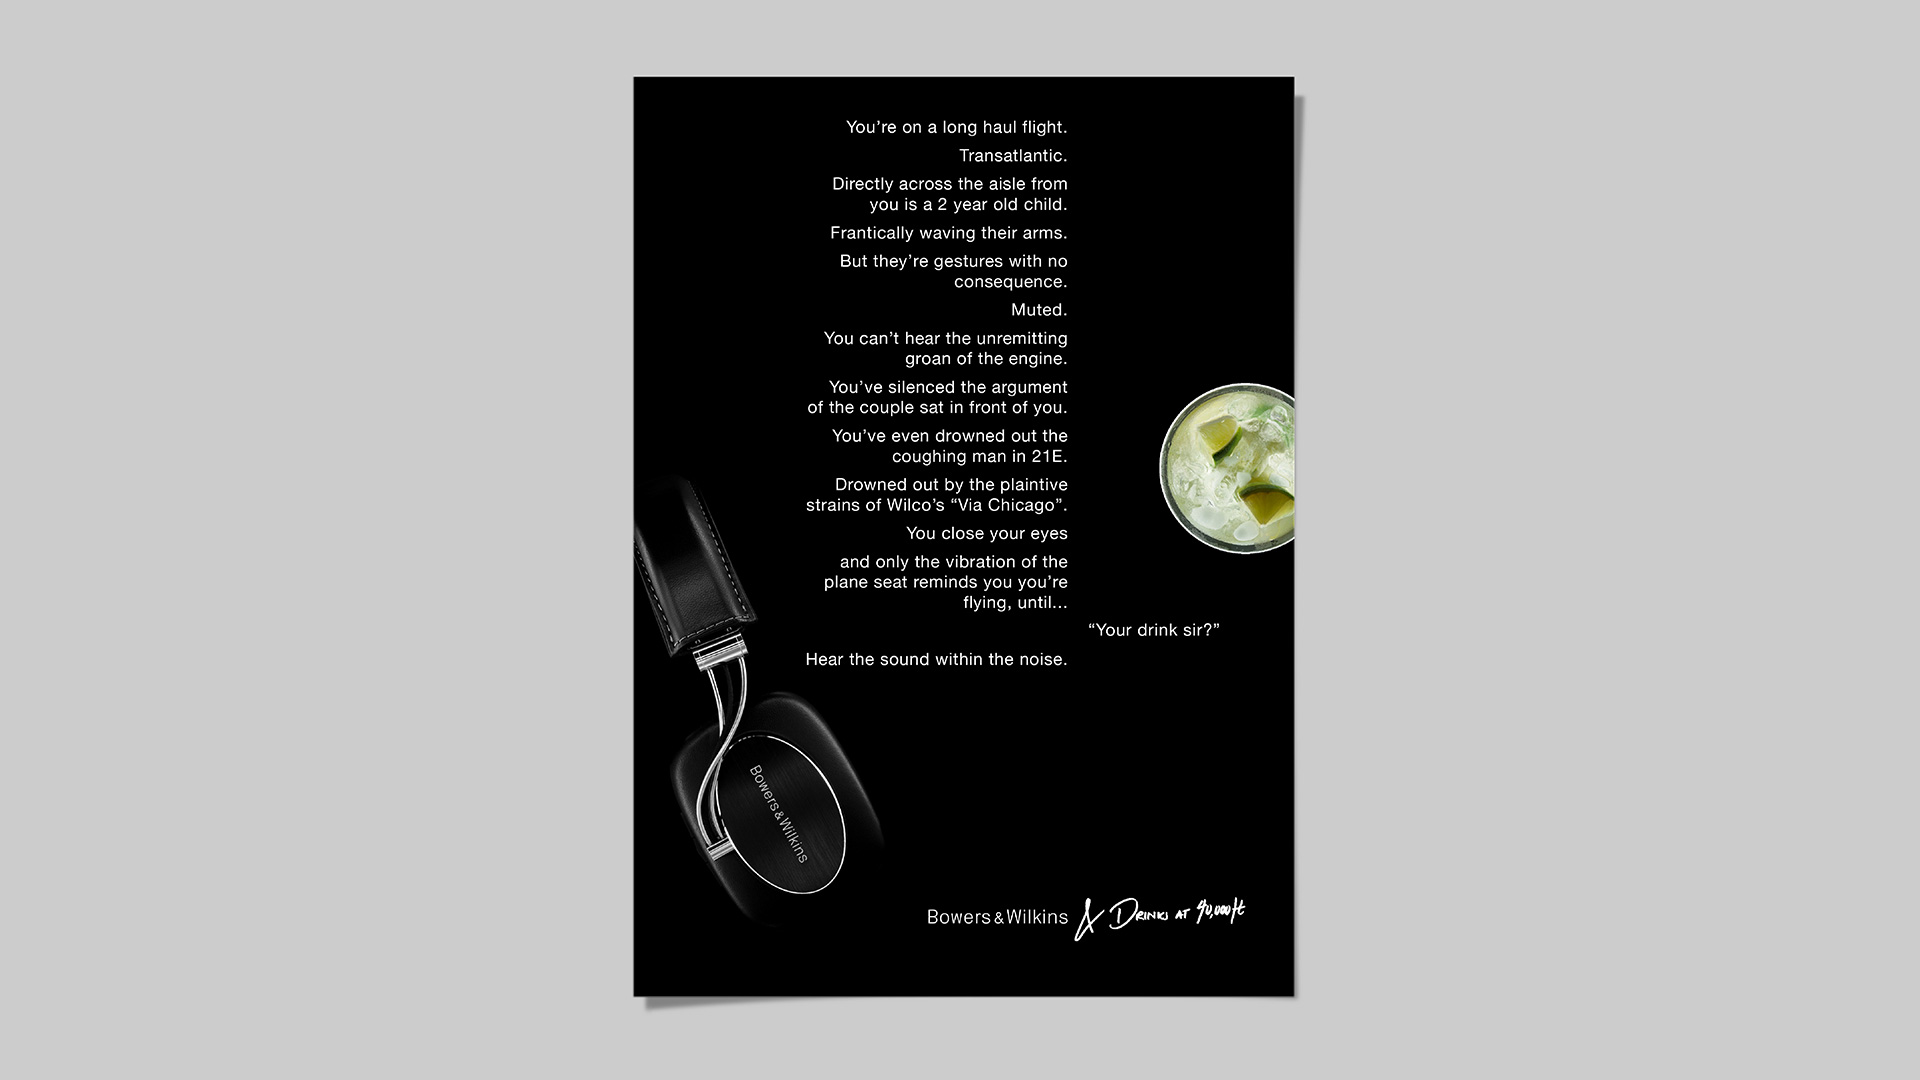 You’re on a long haul flight.
Transatlantic.
Directly across the aisle from
you is a 2 year old child.
Frantically waving their arms.
But they’re gestures with no
consequence.
Muted.
You can’t hear the unremitting
groan of the engine.
You’ve silenced the argument
of the couple sat in front of you.
You’ve even drowned out the
coughing man in 21E.
Drowned out by the plaintive
strains of Wilco’s “Via Chicago”.
You close your eyes
and only the vibration of the
plane seat reminds you you’re
flying, until...
“Your drink sir?”
Hear the sound within the noise.
Bowers & Wilkins
Bowers & Wilkins & Drinks at 40,000ft